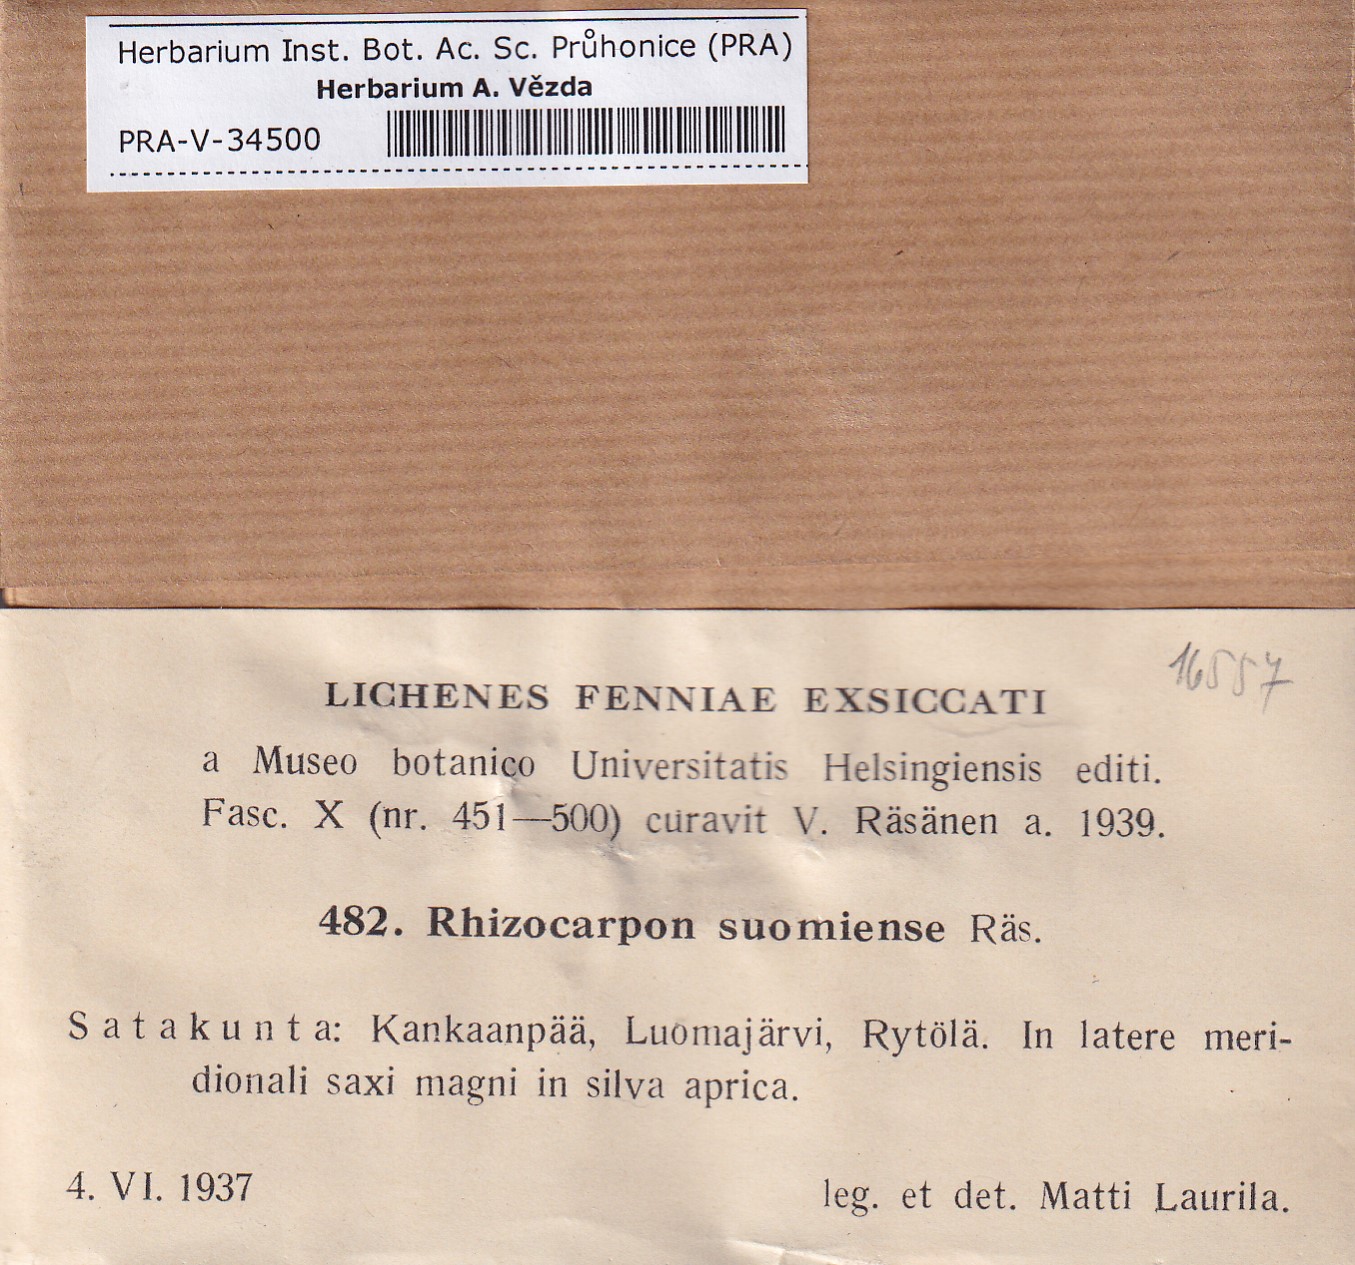 Herbarium Inst. Bot. Ac. Sc. Průhonice (PRA)
Herbarium A. Vězda
PRA-V-34500
16557
LICHENES FENNIAE EXSICCATI
a Museo botanico Universitatis Helsingiensis editi.
Fasc. X (nr. 451—500) curavit V. Räsänen a. 1939.
482. Rhizocarpon suomiense Räs.
Satakunta: Kankaanpää, Luomajärvi, Rytölä. In latere meri-
dionali saxi magni in silva aprica.
4. VI. 1937
leg. et det. Matti Laurila.